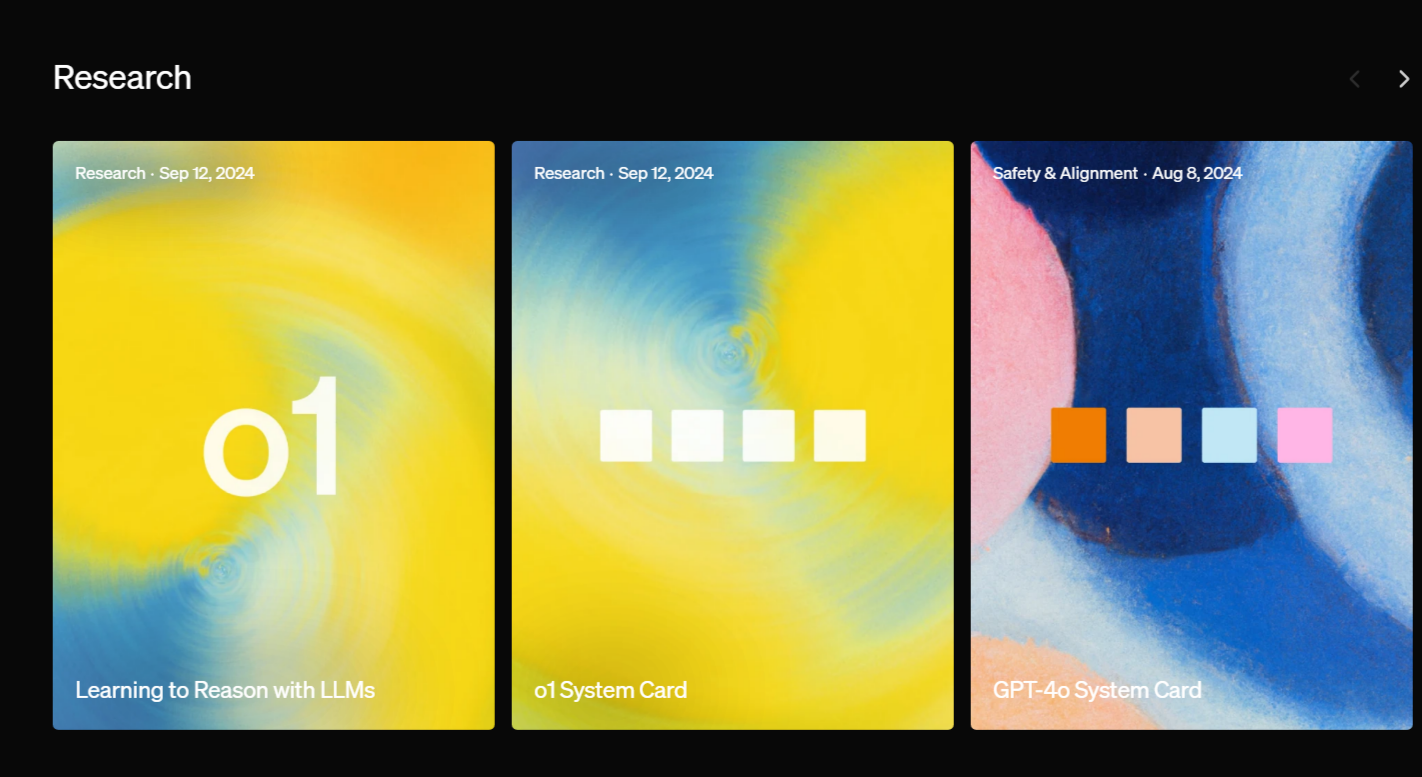 Research
Research · Sep 12, 2024
o1
Learning to Reason with LLMs
Research · Sep 12, 2024
o1 System Card
Safety & Alignment · Aug 8, 2024
GPT-4o System Card